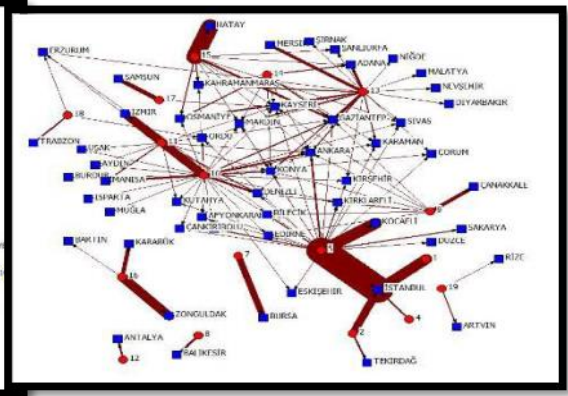 HATAY
MERSİN
ŞIRNAK
ŞANLIURFA
ERZURUM
15
ADANA
NİĞDE
MALATYA
SAMSUN
14
KAHRAMANMARAŞ
13
NEVŞEHİR
17
KAYSERİ
DİYARBAKIR
18
İZMİR
OSMANİYE
MARDİN
GAZİANTEP
SİVAS
TRABZON
UŞAK
11
ORDU
ANKARA
KARAMAN
ÇORUM
AYDIN
BURDUR
MANİSA
10
KONYA
KIRŞEHİR
ÇANAKKALE
ISPARTA
DENİZLİ
KIRKLARELİ
MUĞLA
KÜTAHYA
AFYONKARAHİSAR
BİLECİK
9
KOCAELİ
ÇANKIRI
BOLU
EDİRNE
SAKARYA
BARTIN
KARABÜK
7
5
DÜZCE
1
RİZE
16
ESKİŞEHİR
İSTANBUL
19
ZONGULDAK
BURSA
4
ARTVİN
ANTALYA
8
2
12
BALIKESİR
TEKİRDAĞ